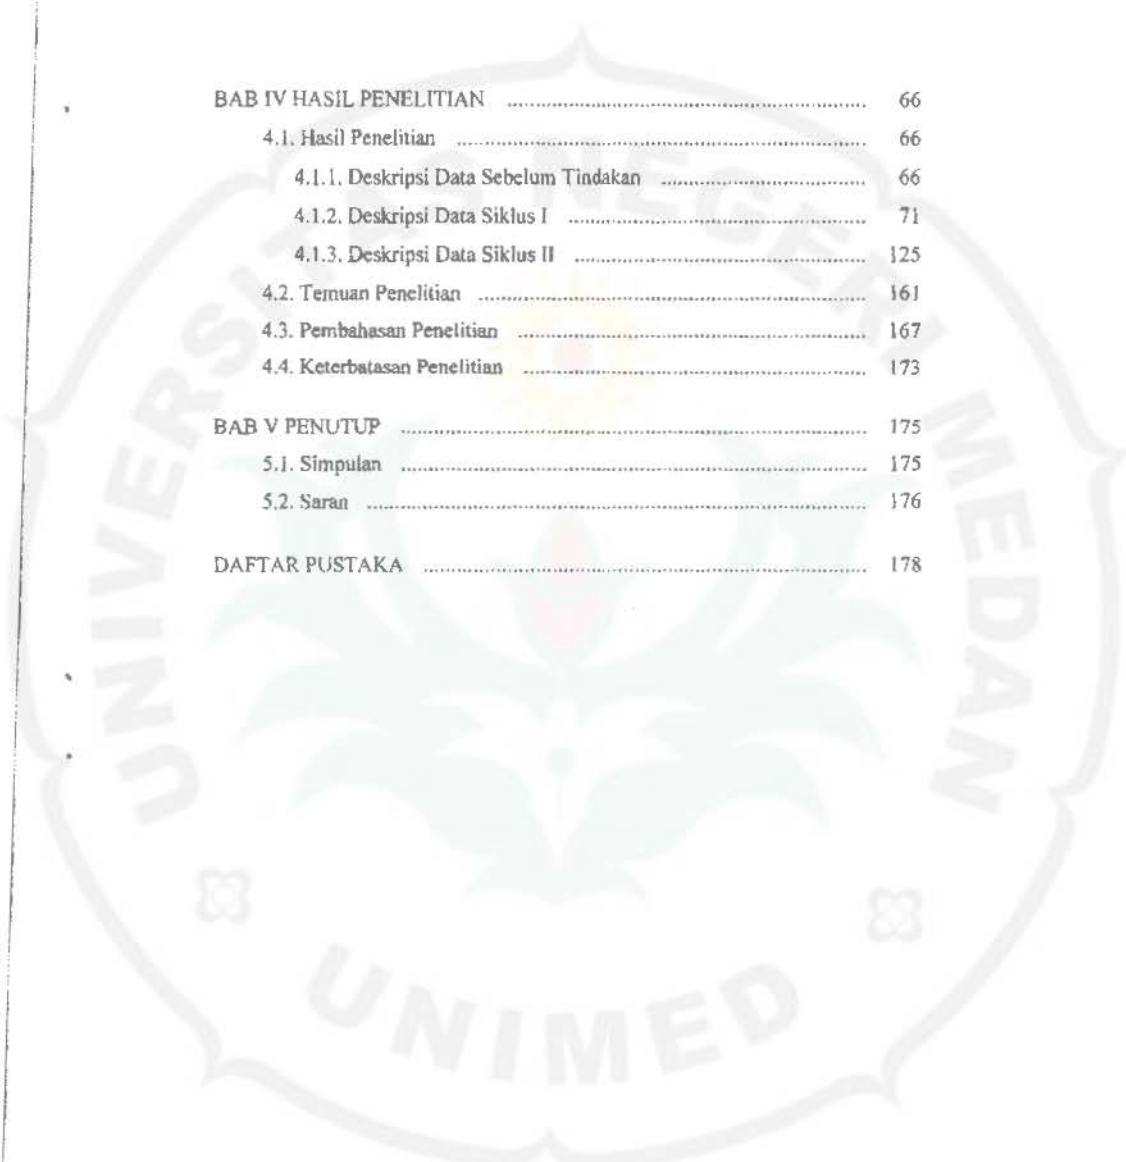 BAB IV HASIL PENELITIAN ........................................................ 66
4.1. Hasil Penelitian ........................................................ 66
4.1.1. Deskripsi Data Sebelum Tindakan ........................................................ 66
4.1.2. Deskripsi Data Siklus I ........................................................ 71
4.1.3. Deskripsi Data Siklus II ........................................................ 125
4.2. Temuan Penelitian ........................................................ 161
4.3. Pembahasan Penelitian ........................................................ 167
4.4. Keterbatasan Penelitian ........................................................ 173
BAB V PENUTUP ........................................................ 175
5.1. Simpulan ........................................................ 175
5.2. Saran ........................................................ 176
DAFTAR PUSTAKA ........................................................ 178
UNIVERSITAS NEGERI MEDAN
UNIMED